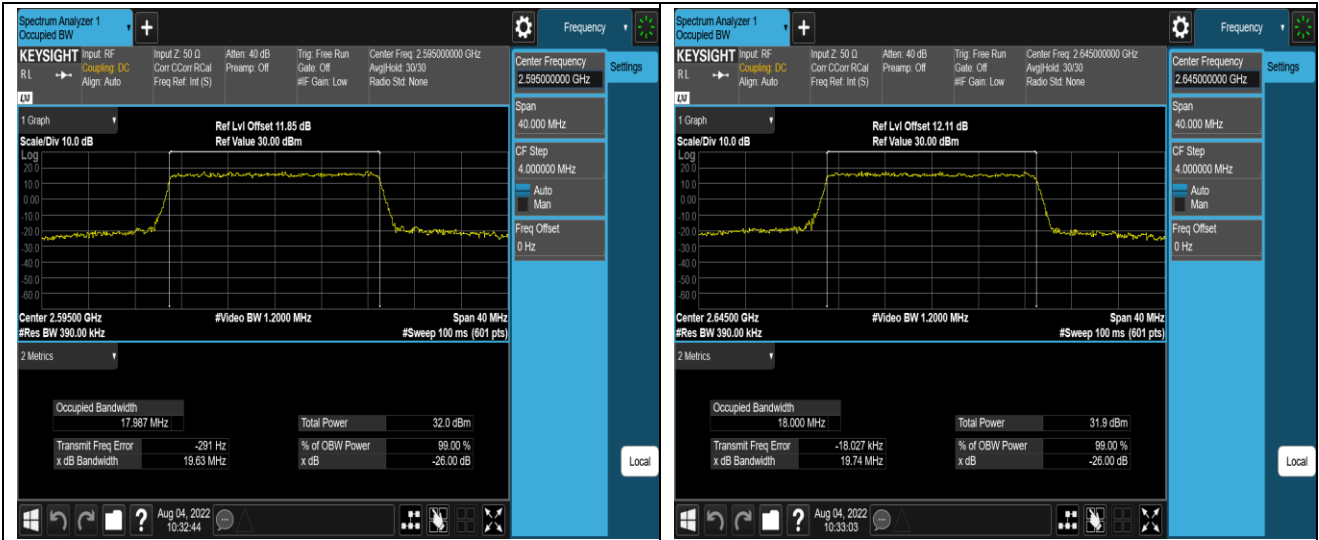 Spectrum Analyzer 1
Occupied BW
Frequency
KEYSIGHT
RL
LXI
Input: RF
Coupling: DC
Align: Auto
Input Z: 50 Ω
Corr CCorr RCal
Freq Ref: Int (S)
Atten: 40 dB
Preamp: Off
Trig: Free Run
Gate: Off
#IF Gain: Low
Center Freq: 2.595000000 GHz
Avg|Hold: 30/30
Radio Std: None
Center Frequency
2.595000000 GHz
Settings
Span
40.000 MHz
CF Step
4.000000 MHz
Auto
Man
Freq Offset
0 Hz
Local
1 Graph
Scale/Div 10.0 dB
Ref Lvl Offset 11.85 dB
Ref Value 30.00 dBm
Log
20.0
10.0
0.00
-10.0
-20.0
-30.0
-40.0
-50.0
-60.0
Center 2.59500 GHz
#Video BW 1.2000 MHz
Span 40 MHz
#Res BW 390.00 kHz
#Sweep 100 ms (601 pts)
2 Metrics
Occupied Bandwidth
17.987 MHz
Total Power 32.0 dBm
Transmit Freq Error -291 Hz
% of OBW Power 99.00 %
x dB Bandwidth 19.63 MHz
x dB -26.00 dB
?
Aug 04, 2022
10:32:44
Spectrum Analyzer 1
Occupied BW
Frequency
KEYSIGHT
RL
LXI
Input: RF
Coupling: DC
Align: Auto
Input Z: 50 Ω
Corr CCorr RCal
Freq Ref: Int (S)
Atten: 40 dB
Preamp: Off
Trig: Free Run
Gate: Off
#IF Gain: Low
Center Freq: 2.645000000 GHz
Avg|Hold: 30/30
Radio Std: None
Center Frequency
2.645000000 GHz
Settings
Span
40.000 MHz
CF Step
4.000000 MHz
Auto
Man
Freq Offset
0 Hz
Local
1 Graph
Scale/Div 10.0 dB
Ref Lvl Offset 12.11 dB
Ref Value 30.00 dBm
Log
20.0
10.0
0.00
-10.0
-20.0
-30.0
-40.0
-50.0
-60.0
Center 2.64500 GHz
#Video BW 1.2000 MHz
Span 40 MHz
#Res BW 390.00 kHz
#Sweep 100 ms (601 pts)
2 Metrics
Occupied Bandwidth
18.000 MHz
Total Power 31.9 dBm
Transmit Freq Error -18.027 kHz
% of OBW Power 99.00 %
x dB Bandwidth 19.74 MHz
x dB -26.00 dB
?
Aug 04, 2022
10:33:03